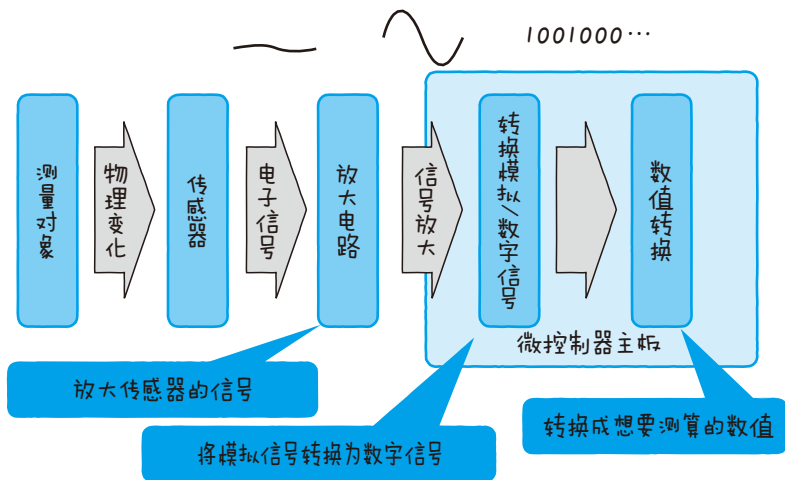 1001000…
测量对象
物理变化
传感器
电子信号
放大电路
信号放大
转换模拟/数字信号
数值转换
微控制器主板
放大传感器的信号
将模拟信号转换为数字信号
转换成想要测算的数值